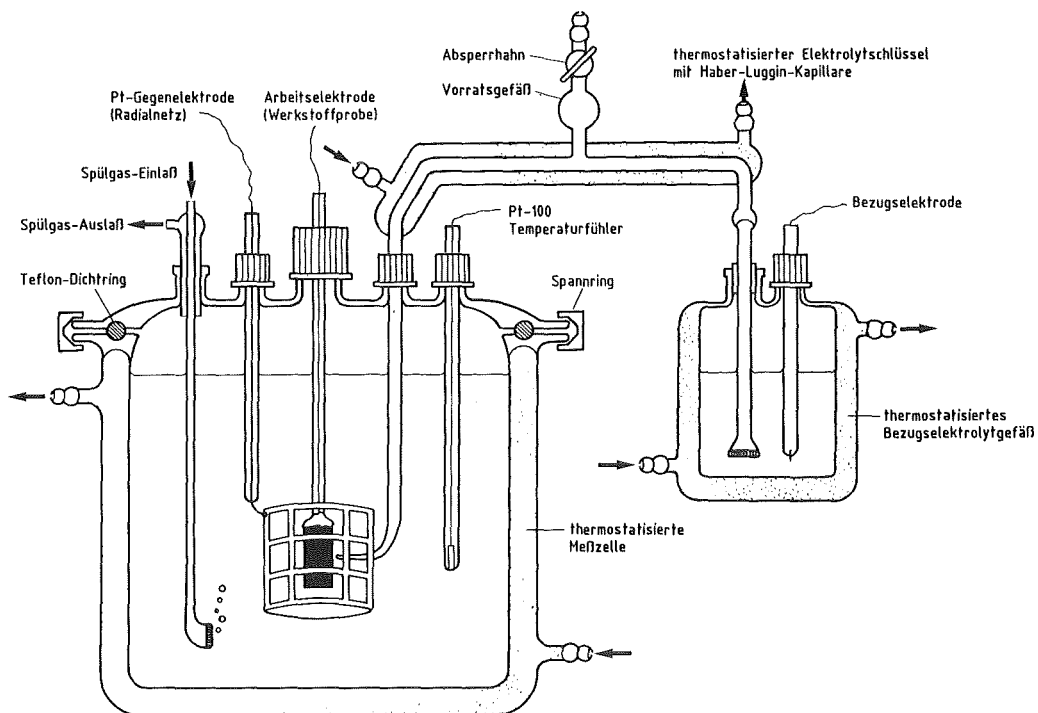 Absperrhahn
Vorratsgefäß
thermostatisierter Elektrolytschlüssel
mit Haber-Luggin-Kapillare
Pt-Gegenelektrode
(Radialnetz)
Arbeitselektrode
(Werkstoffprobe)
Spülgas-Einlaß
Spülgas-Auslaß
Pt-100
Temperaturfühler
Bezugselektrode
Teflon-Dichtring
Spannring
thermostatisiertes
Bezugselektrolytgefäß
thermostatisierte
Meßzelle